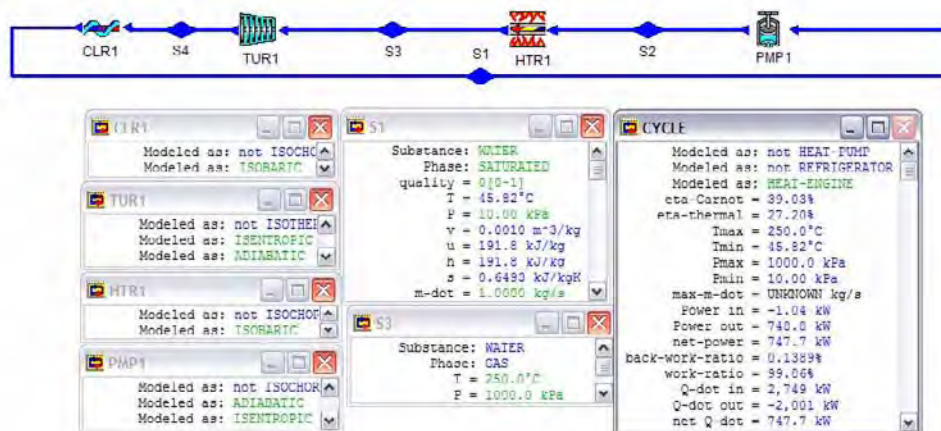 CLR1
S4
TUR1
S3
S1
HTR1
S2
PMP1
CLR1
Modeled as: not ISOCHO
Modeled as: ISOBARIC
TUR1
Modeled as: not ISOTHE
Modeled as: ISENTROPIC
Modeled as: ADIABATIC
HTR1
Modeled as: not ISOCHOR
Modeled as: ISOBARIC
PMP1
Modeled as: not ISOCHOR
Modeled as: ADIABATIC
Modeled as: ISENTROPIC
S1
Substance: WATER
Phase: SATURATED
quality = 0[0-1]
T = 45.82°C
P = 10.00 kPa
v = 0.0010 m^3/kg
u = 191.8 kJ/kg
h = 191.8 kJ/kg
s = 0.6493 kJ/kgK
m-dot = 1.0000 kg/s
S3
Substance: WATER
Phase: GAS
T = 250.0°C
P = 1000.0 kPa
CYCLE
Modeled as: not HEAT-PUMP
Modeled as: not REFRIGERATOR
Modeled as: HEAT-ENGINE
eta-Carnot = 39.03%
eta-thermal = 27.20%
Tmax = 250.0°C
Tmin = 45.82°C
Pmax = 1000.0 kPa
Pmin = 10.00 kPa
max-m-dot = UNKNOWN kg/s
Power in = -1.04 kW
Power out = 748.8 kW
net-power = 747.7 kW
back-work-ratio = 0.1389%
work-ratio = 99.86%
Q-dot in = 2,749 kW
Q-dot out = -2,001 kW
net Q-dot = 747.7 kW